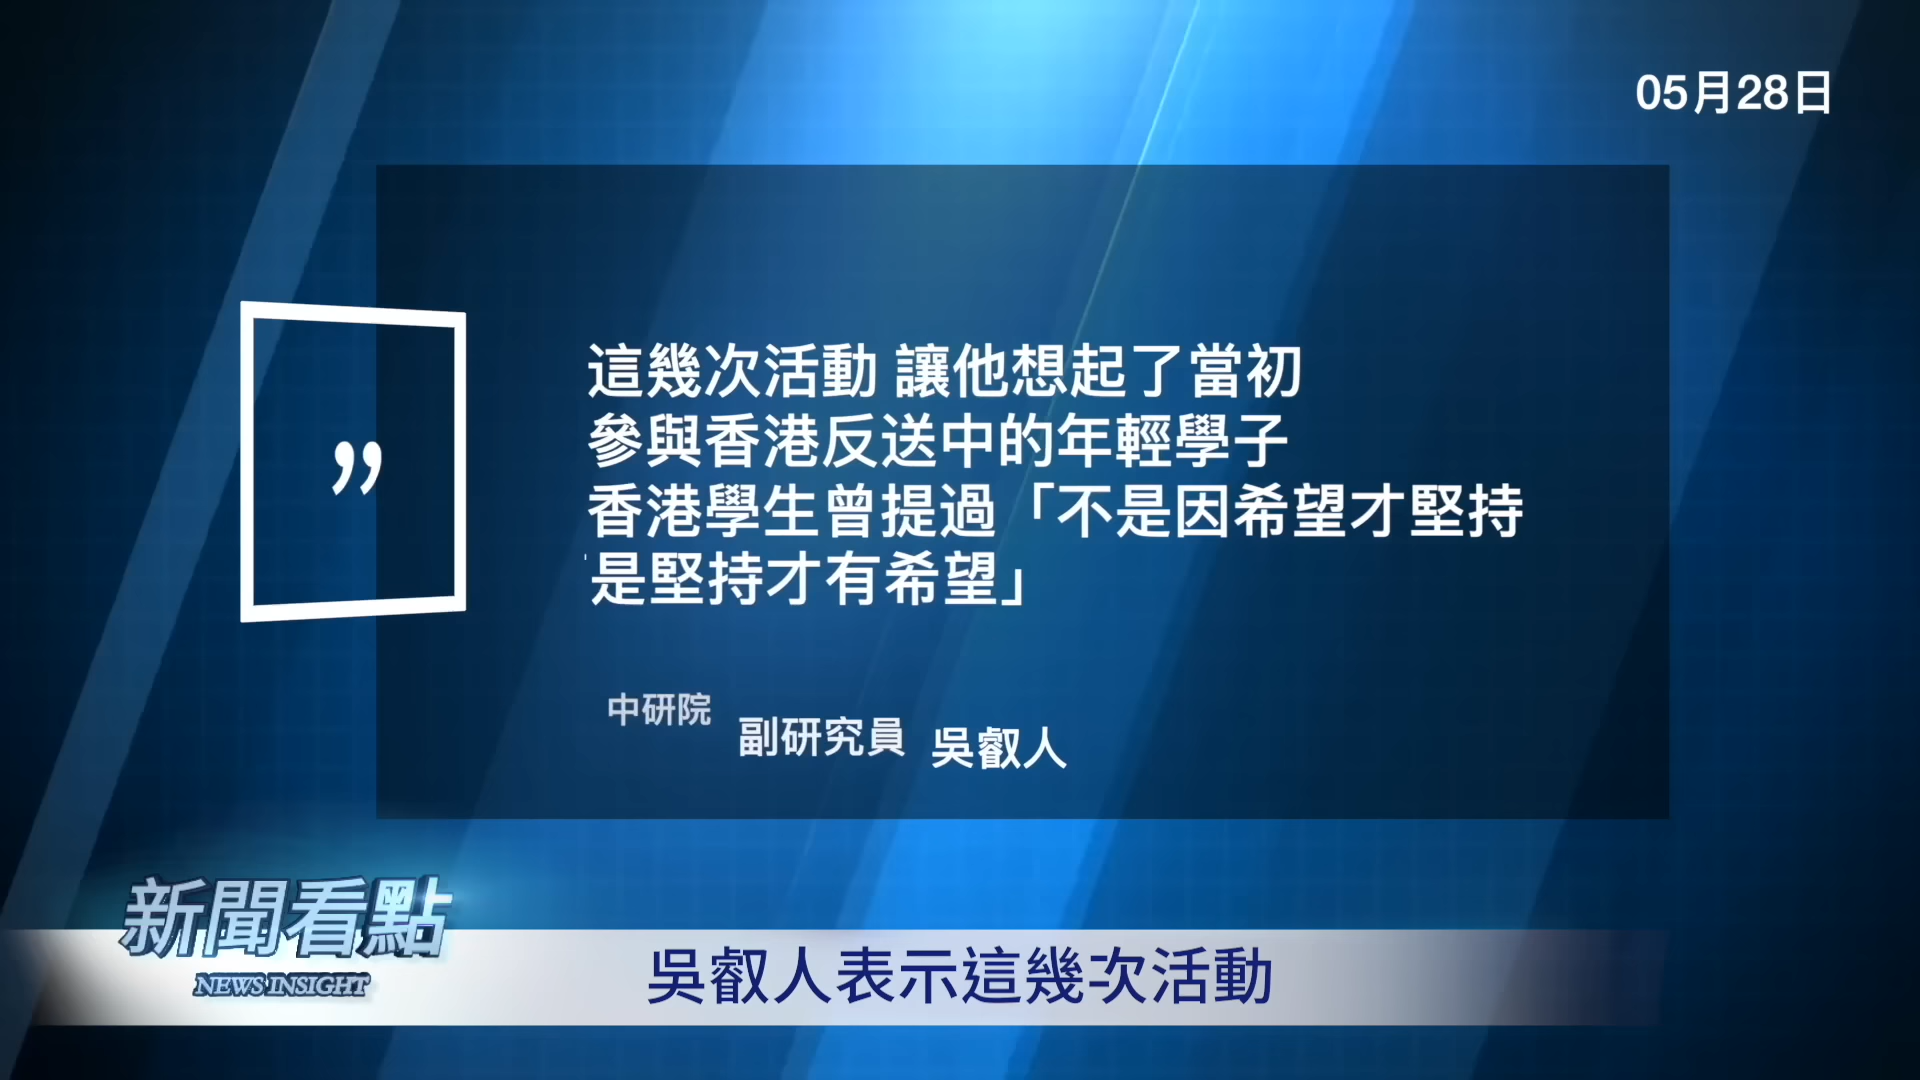 05月28日
這幾次活動 讓他想起了當初
參與香港反送中的年輕學子
香港學生曾提過「不是因希望才堅持
是堅持才有希望」
中研院 副研究員 吳叡人
新聞看點
NEWS INSIGHT
吳叡人表示這幾次活動